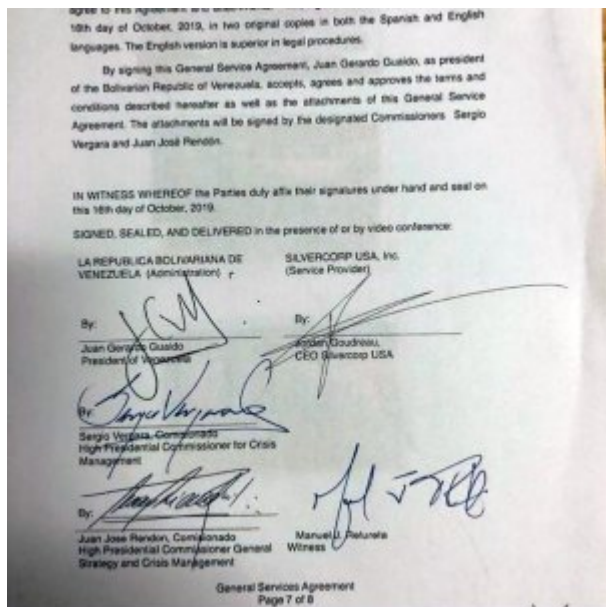 16th day of October, 2019, in two original copies in both the Spanish and English
languages. The English version is superior in legal procedures.
By signing this General Service Agreement, Juan Gerardo Guaido, as president
of the Bolivarian Republic of Venezuela, accepts, agrees and approves the terms and
conditions described hereafter as well as the attachments of this General Service
Agreement. The attachments will be signed by the designated Commissioners Sergio
Vergara and Juan José Rendón.
IN WITNESS WHEREOF the Parties duly affix their signatures under hand and seal on
this 16th day of October, 2019.
SIGNED, SEALED, AND DELIVERED in the presence of or by video conference:
LA REPUBLICA BOLIVARIANA DE
VENEZUELA (Administration)
SILVERCORP USA, Inc.
(Service Provider)
By:
Juan Gerardo Guaido
President of Venezuela
By:
Jordan Goudreau,
CEO Silvercorp USA
By:
Sergio Vergara, Comisionado
High Presidential Commissioner for Crisis
Management
By:
Juan Jose Rendon, Comisionado
High Presidential Commissioner General
Strategy and Crisis Management
Manuel J. Retureta
Witness
General Services Agreement
Page 7 of 8